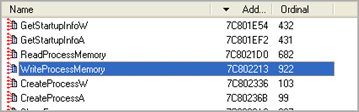 Name Add... Ordinal
GetStartupInfoW 7C801E54 432
GetStartupInfoA 7C801EF2 431
ReadProcessMemory 7C8021D0 682
WriteProcessMemory 7C802213 922
CreateProcessW 7C802336 103
CreateProcessA 7C80236B 99